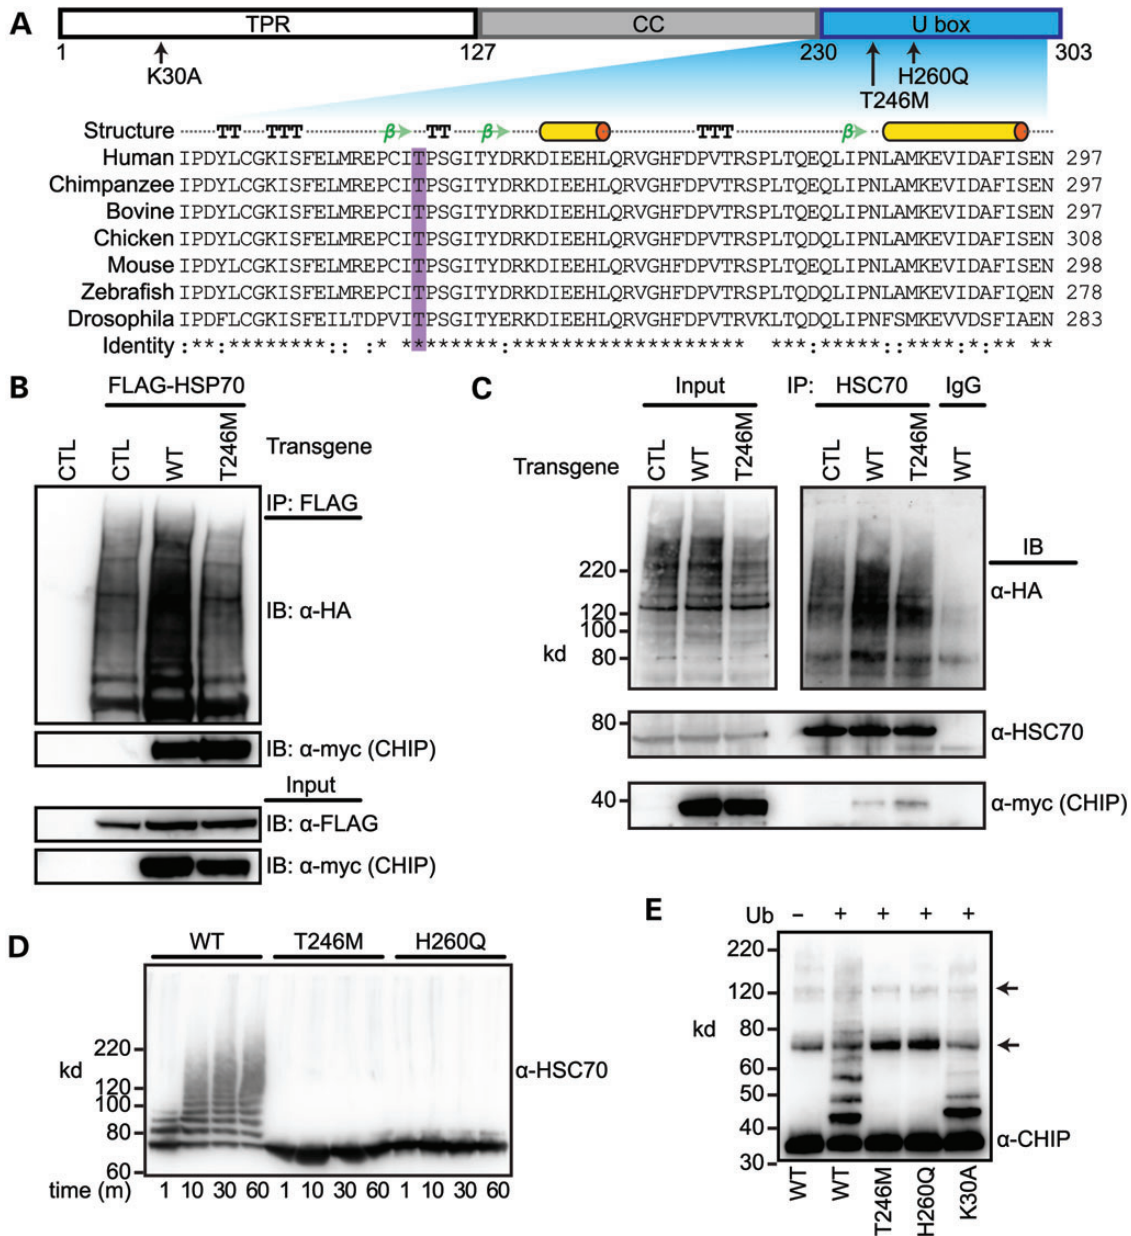 A
TPR CC U box
1 127 230 303
K30A H260Q
T246M
Structure TT TTT β TT β TTT β
Human IPDYLCGKISFELMREPCITPSGITYDRKDIEEHLQRVGHFDPVTRSPLTQEQLIPNLAMKEVIDAFISEN 297
Chimpanzee IPDYLCGKISFELMREPCITPSGITYDRKDIEEHLQRVGHFDPVTRSPLTQEQLIPNLAMKEVIDAFISEN 297
Bovine IPDYLCGKISFELMREPCITPSGITYDRKDIEEHLQRVGHFDPVTRSPLTQEQLIPNLAMKEVIDAFISEN 297
Chicken IPDYLCGKISFELMREPCITPSGITYDRKDIEEHLQRVGHFDPVTRSPLTQDQLIPNLAMKEVIDAFISEN 308
Mouse IPDYLCGKISFELMREPCITPSGITYDRKDIEEHLQRVGHFDPVTRSPLTQEQLIPNLAMKEVIDAFISEN 298
Zebrafish IPDYLCGKISFELMREPCITPSGITYDRKDIEEHLQRVGHFDPVTRSPLTQDQLIPNLAMKEVIDAFIQEN 278
Drosophila IPDFLCGKISFEILTDPVITPSGITYERKDIEEHLQRVGHFDPVTRVKLTQDQLIPNFSMKEVVDSFIAEN 283
Identity :**:********:: :* *********:******************* ***:*****::****:*:** **
B
FLAG-HSP70
CTL CTL WT T246M Transgene
IP: FLAG
IB: α-HA
IB: α-myc (CHIP)
Input
IB: α-FLAG
IB: α-myc (CHIP)
C
Input IP: HSC70 IgG
Transgene CTL WT T246M CTL WT T246M WT
IB
220
α-HA
120
100
kd 80
80
α-HSC70
40
α-myc (CHIP)
D
WT T246M H260Q
220
kd
α-HSC70
120
100
80
60
time (m) 1 10 30 60 1 10 30 60 1 10 30 60
E
Ub – + + + +
220
120
kd
80
60
50
40
α-CHIP
30
WT WT T246M H260Q K30A